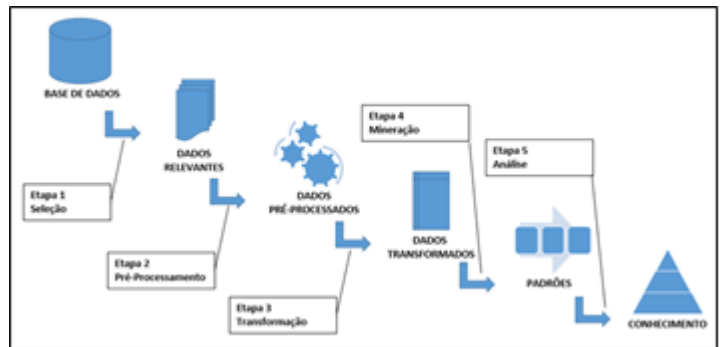 BASE DE DADOS
Etapa 1
Seleção
DADOS
RELEVANTES
Etapa 2
Pré-Processamento
DADOS
PRÉ-PROCESSADOS
Etapa 3
Transformação
DADOS
TRANSFORMADOS
Etapa 4
Mineração
PADRÕES
Etapa 5
Análise
CONHECIMENTO